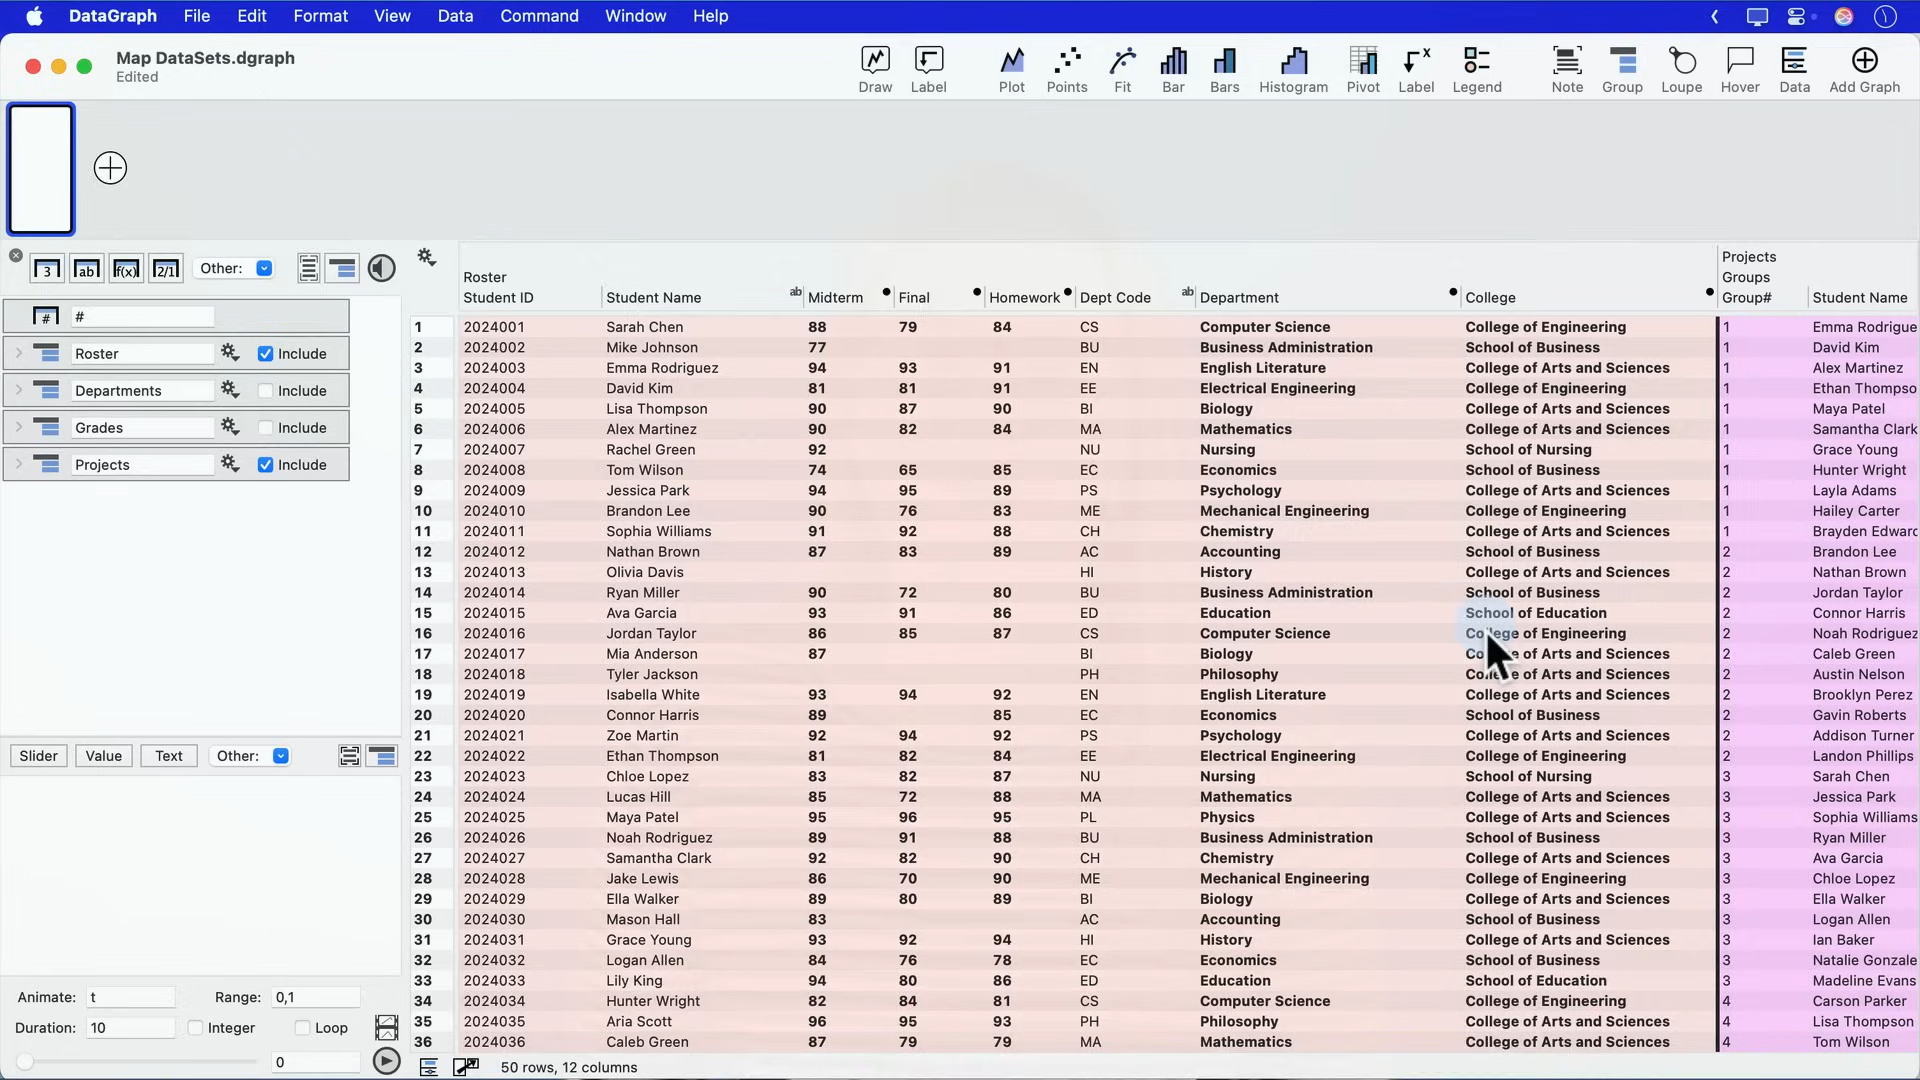 DataGraph File Edit Format View Data Command Window Help
Map DataSets.dgraph
Edited
Draw Label Plot Points Fit Bar Bars Histogram Pivot Label Legend Note Group Loupe Hover Data Add Graph
3 ab f(x) 2/1 Other:
# #
Roster Include
Departments Include
Grades Include
Projects Include
Slider Value Text Other:
Animate: t Range: 0,1
Duration: 10 Integer Loop
0
Roster
Student ID Student Name ab Midterm Final Homework Dept Code ab Department College
Projects
Groups
Group# Student Name
1 2024001 Sarah Chen 88 79 84 CS Computer Science College of Engineering 1 Emma Rodrigue
2 2024002 Mike Johnson 77 BU Business Administration School of Business 1 David Kim
3 2024003 Emma Rodriguez 94 93 91 EN English Literature College of Arts and Sciences 1 Alex Martinez
4 2024004 David Kim 81 81 91 EE Electrical Engineering College of Engineering 1 Ethan Thompso
5 2024005 Lisa Thompson 90 87 90 BI Biology College of Arts and Sciences 1 Maya Patel
6 2024006 Alex Martinez 90 82 84 MA Mathematics College of Arts and Sciences 1 Samantha Clark
7 2024007 Rachel Green 92 NU Nursing School of Nursing 1 Grace Young
8 2024008 Tom Wilson 74 65 85 EC Economics School of Business 1 Hunter Wright
9 2024009 Jessica Park 94 95 89 PS Psychology College of Arts and Sciences 1 Layla Adams
10 2024010 Brandon Lee 90 76 83 ME Mechanical Engineering College of Engineering 1 Hailey Carter
11 2024011 Sophia Williams 91 92 88 CH Chemistry College of Arts and Sciences 1 Brayden Edward
12 2024012 Nathan Brown 87 83 89 AC Accounting School of Business 2 Brandon Lee
13 2024013 Olivia Davis HI History College of Arts and Sciences 2 Nathan Brown
14 2024014 Ryan Miller 90 72 80 BU Business Administration School of Business 2 Jordan Taylor
15 2024015 Ava Garcia 93 91 86 ED Education School of Education 2 Connor Harris
16 2024016 Jordan Taylor 86 85 87 CS Computer Science College of Engineering 2 Noah Rodriguez
17 2024017 Mia Anderson 87 BI Biology College of Arts and Sciences 2 Caleb Green
18 2024018 Tyler Jackson PH Philosophy College of Arts and Sciences 2 Austin Nelson
19 2024019 Isabella White 93 94 92 EN English Literature College of Arts and Sciences 2 Brooklyn Perez
20 2024020 Connor Harris 89 85 EC Economics School of Business 2 Gavin Roberts
21 2024021 Zoe Martin 92 94 92 PS Psychology College of Arts and Sciences 2 Addison Turner
22 2024022 Ethan Thompson 81 82 84 EE Electrical Engineering College of Engineering 2 Landon Phillips
23 2024023 Chloe Lopez 83 82 87 NU Nursing School of Nursing 3 Sarah Chen
24 2024024 Lucas Hill 85 72 88 MA Mathematics College of Arts and Sciences 3 Jessica Park
25 2024025 Maya Patel 95 96 95 PL Physics College of Arts and Sciences 3 Sophia Williams
26 2024026 Noah Rodriguez 89 91 88 BU Business Administration School of Business 3 Ryan Miller
27 2024027 Samantha Clark 92 82 90 CH Chemistry College of Arts and Sciences 3 Ava Garcia
28 2024028 Jake Lewis 86 70 90 ME Mechanical Engineering College of Engineering 3 Chloe Lopez
29 2024029 Ella Walker 89 80 89 BI Biology College of Arts and Sciences 3 Ella Walker
30 2024030 Mason Hall 83 AC Accounting School of Business 3 Logan Allen
31 2024031 Grace Young 93 92 94 HI History College of Arts and Sciences 3 Ian Baker
32 2024032 Logan Allen 84 76 78 EC Economics School of Business 3 Natalie Gonzale
33 2024033 Lily King 94 80 86 ED Education School of Education 3 Madeline Evans
34 2024034 Hunter Wright 82 84 81 CS Computer Science College of Engineering 4 Carson Parker
35 2024035 Aria Scott 96 95 93 PH Philosophy College of Arts and Sciences 4 Lisa Thompson
36 2024036 Caleb Green 87 79 79 MA Mathematics College of Arts and Sciences 4 Tom Wilson
50 rows, 12 columns